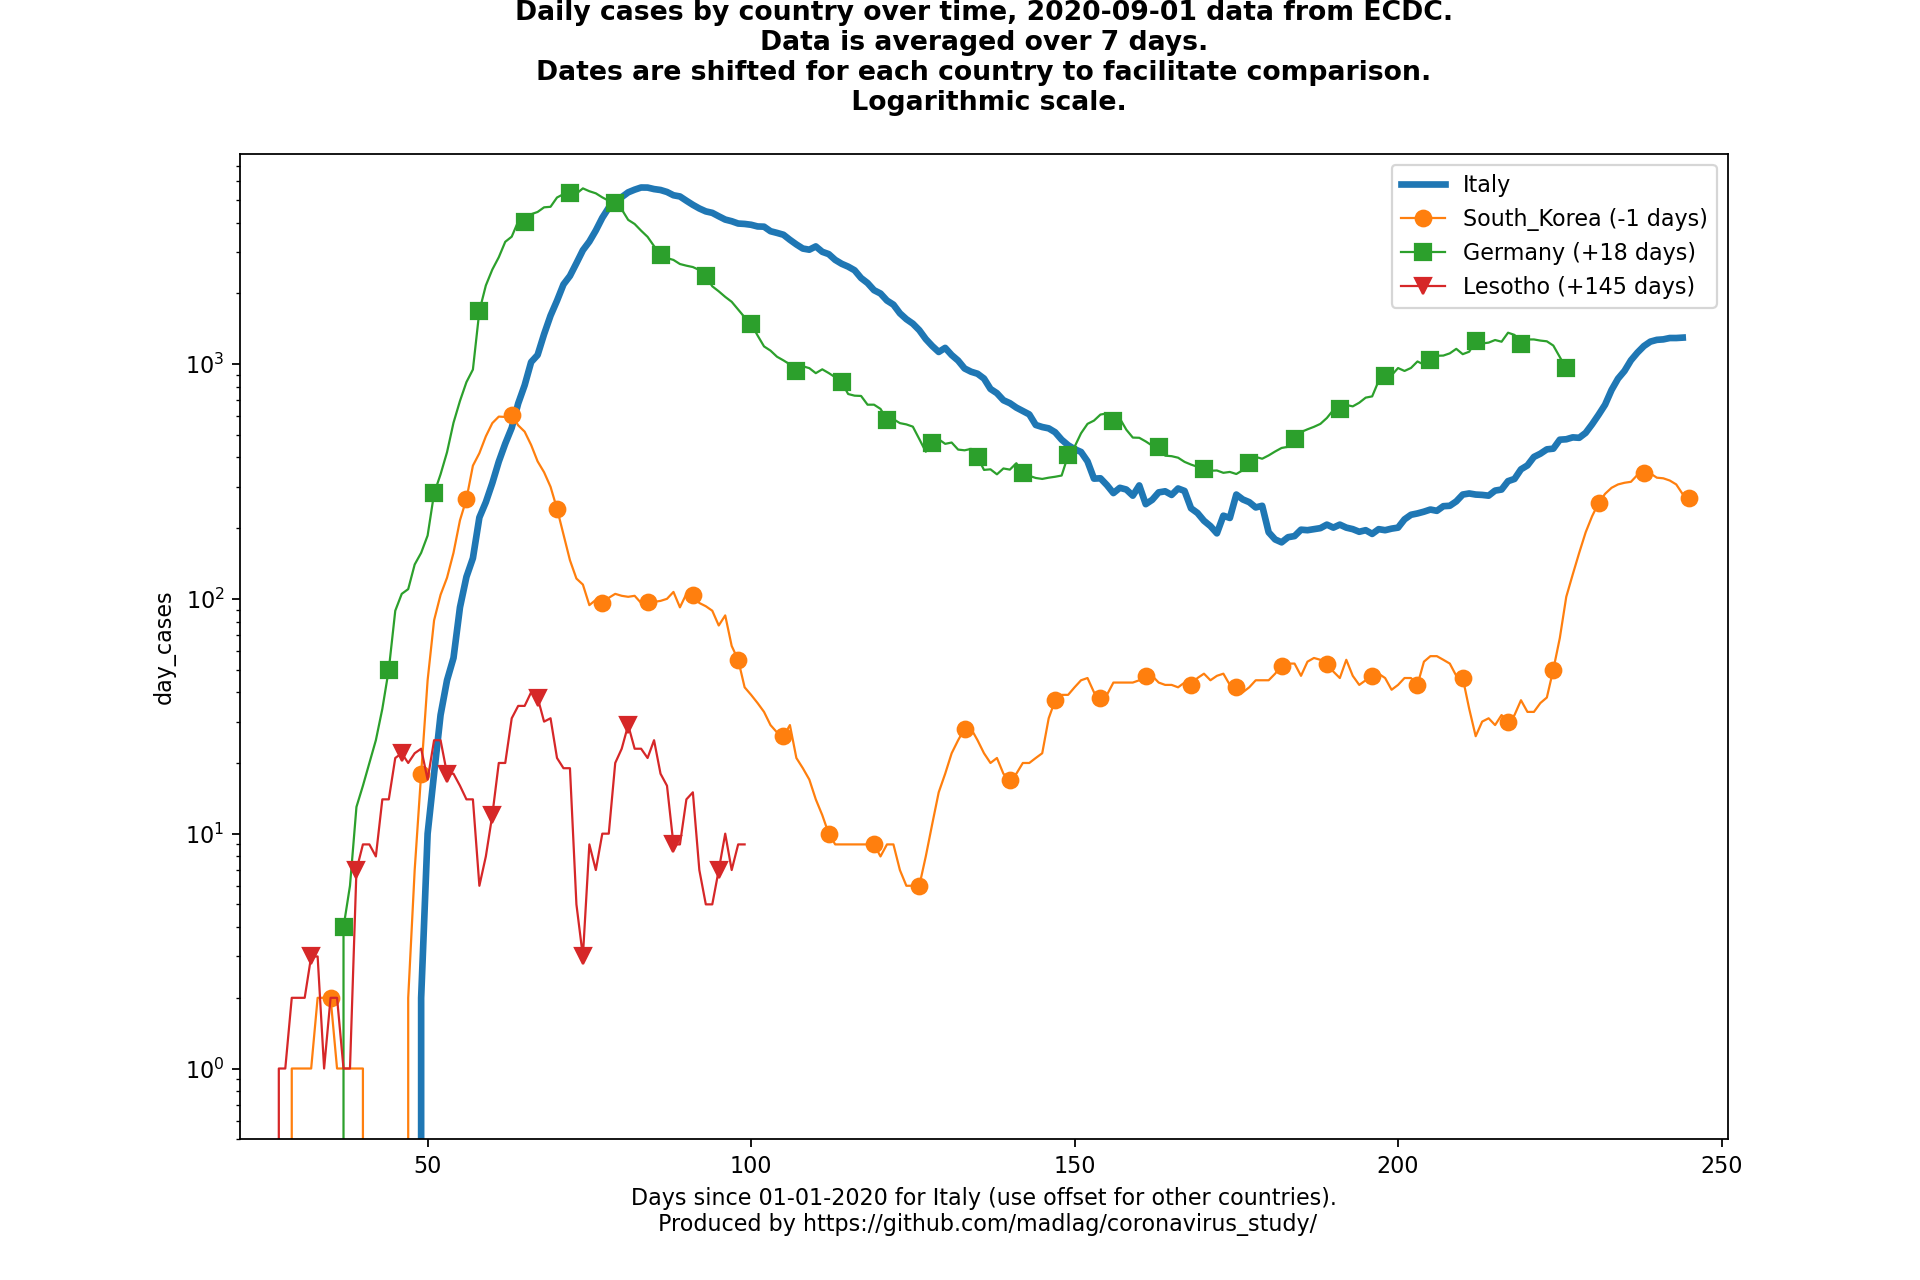 Daily cases by country over time, 2020-09-01 data from ECDC.
Data is averaged over 7 days.
Dates are shifted for each country to facilitate comparison.
Logarithmic scale.
Italy
South_Korea (-1 days)
Germany (+18 days)
Lesotho (+145 days)
day_cases
10³
10²
10¹
10⁰
50
100
150
200
250
Days since 01-01-2020 for Italy (use offset for other countries).
Produced by https://github.com/madlag/coronavirus_study/